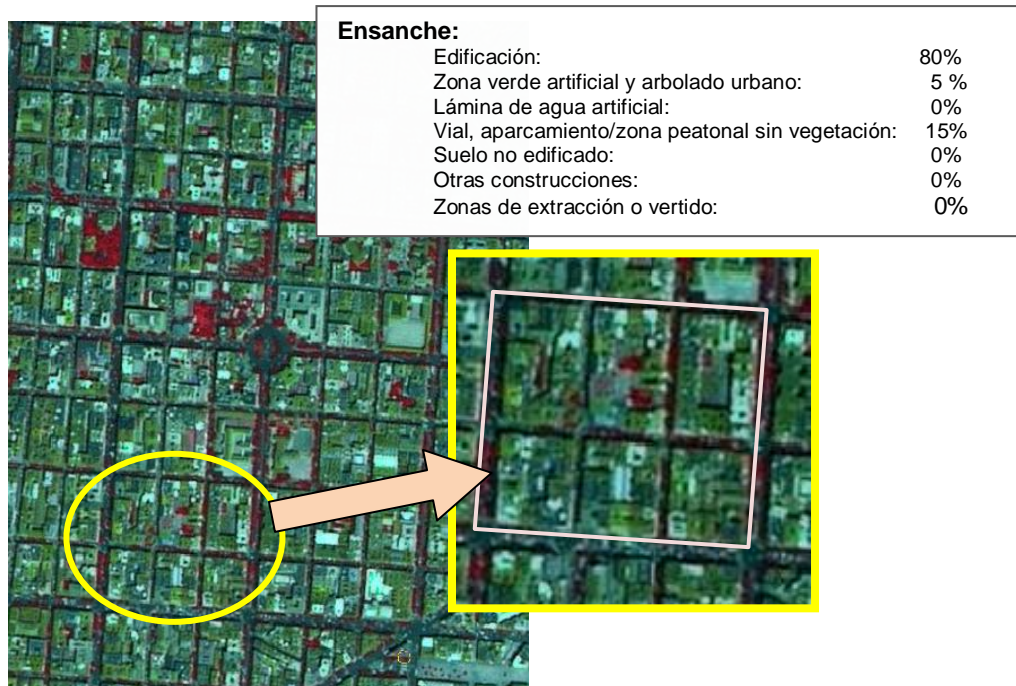 Ensanche:
Edificación: 80%
Zona verde artificial y arbolado urbano: 5 %
Lámina de agua artificial: 0%
Vial, aparcamiento/zona peatonal sin vegetación: 15%
Suelo no edificado: 0%
Otras construcciones: 0%
Zonas de extracción o vertido: 0%